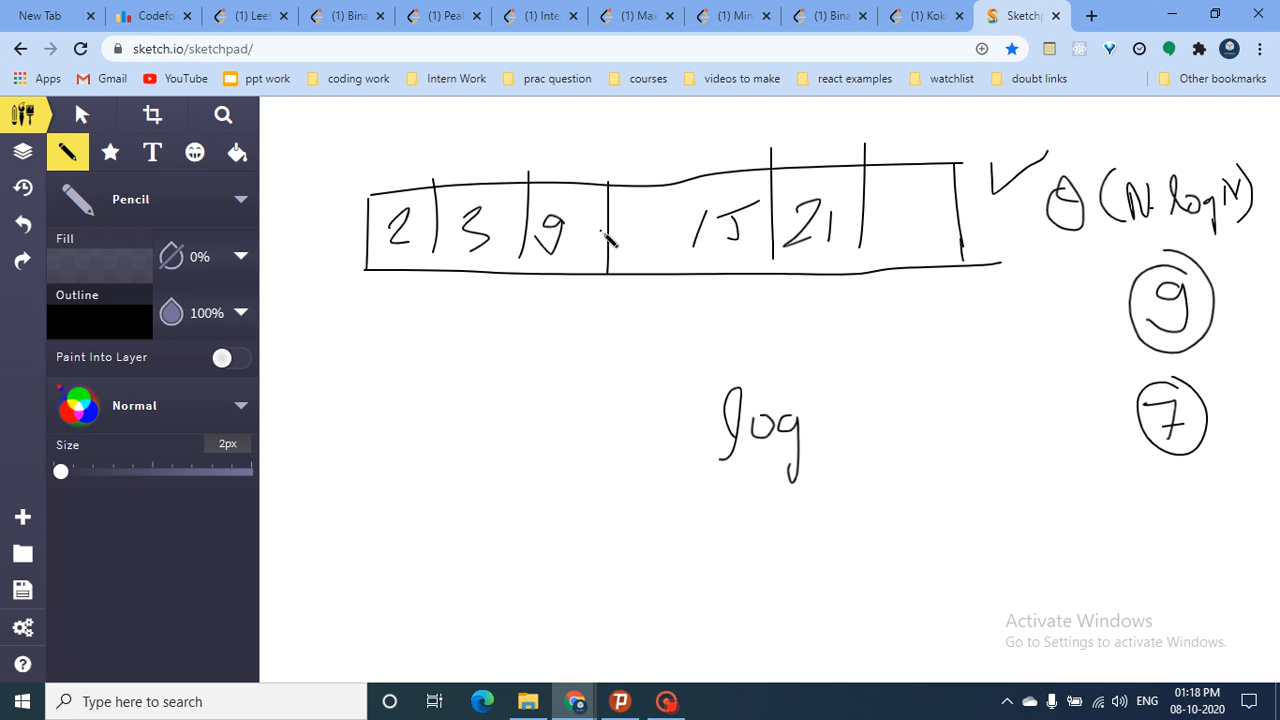 New Tab
Codefo
(1) Leet
(1) Bina
(1) Peal
(1) Inte
(1) Max
(1) Min
(1) Bina
(1) Kok
Sketchp
sketch.io/sketchpad/
Apps
Gmail
YouTube
ppt work
coding work
Intern Work
prac question
courses
videos to make
react examples
watchlist
doubt links
Other bookmarks
Pencil
Fill
0%
Outline
100%
Paint Into Layer
Normal
Size
2px
2 3 9 15 21
θ (N logN)
9
7
log
Activate Windows
Go to Settings to activate Windows.
Type here to search
ENG
01:18 PM
08-10-2020